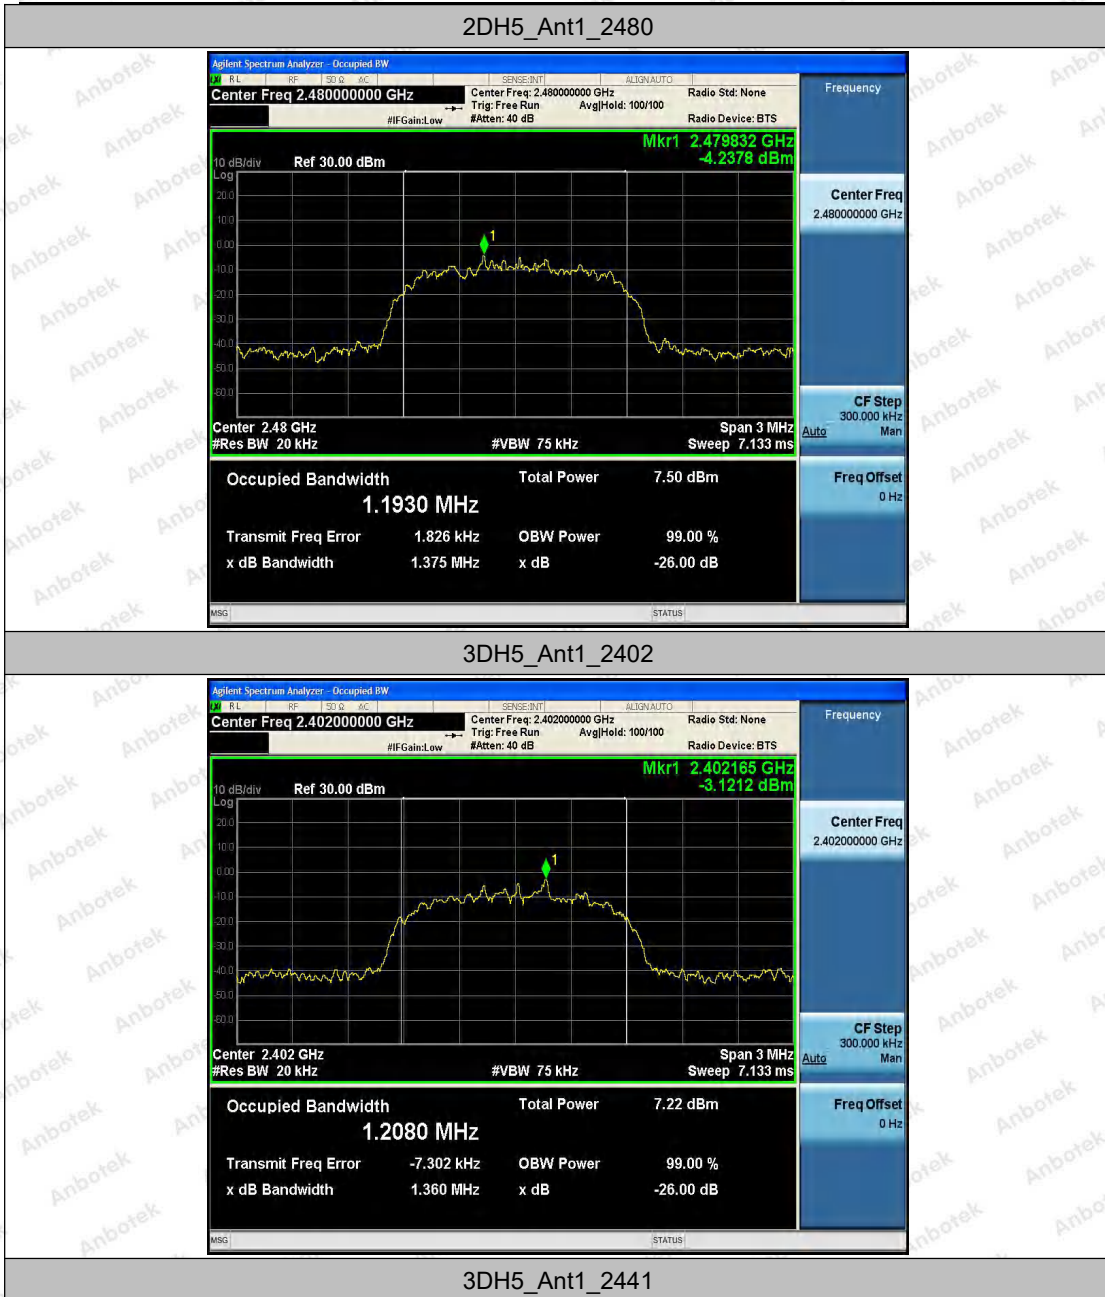 2DH5_Ant1_2480
Agilent Spectrum Analyzer - Occupied BW
LXI RL RF 50 Ω AC SENSE:INT ALIGNAUTO
Center Freq 2.480000000 GHz
Center Freq: 2.480000000 GHz
Radio Std: None
Trig: Free Run
Avg|Hold: 100/100
#IFGain:Low
#Atten: 40 dB
Radio Device: BTS
Frequency
Mkr1 2.479832 GHz
-4.2378 dBm
10 dB/div
Ref 30.00 dBm
Log
20.0
10.0
0.00
-10.0
-20.0
-30.0
-40.0
-50.0
-60.0
1
Center 2.48 GHz
Span 3 MHz
#Res BW 20 kHz
#VBW 75 kHz
Sweep 7.133 ms
Center Freq
2.480000000 GHz
CF Step
300.000 kHz
Auto Man
Freq Offset
0 Hz
Occupied Bandwidth
1.1930 MHz
Total Power 7.50 dBm
Transmit Freq Error 1.826 kHz OBW Power 99.00 %
x dB Bandwidth 1.375 MHz x dB -26.00 dB
MSG STATUS
3DH5_Ant1_2402
Agilent Spectrum Analyzer - Occupied BW
LXI RL RF 50 Ω AC SENSE:INT ALIGNAUTO
Center Freq 2.402000000 GHz
Center Freq: 2.402000000 GHz
Radio Std: None
Trig: Free Run
Avg|Hold: 100/100
#IFGain:Low
#Atten: 40 dB
Radio Device: BTS
Frequency
Mkr1 2.402165 GHz
-3.1212 dBm
10 dB/div
Ref 30.00 dBm
Log
20.0
10.0
0.00
-10.0
-20.0
-30.0
-40.0
-50.0
-60.0
1
Center 2.402 GHz
Span 3 MHz
#Res BW 20 kHz
#VBW 75 kHz
Sweep 7.133 ms
Center Freq
2.402000000 GHz
CF Step
300.000 kHz
Auto Man
Freq Offset
0 Hz
Occupied Bandwidth
1.2080 MHz
Total Power 7.22 dBm
Transmit Freq Error -7.302 kHz OBW Power 99.00 %
x dB Bandwidth 1.360 MHz x dB -26.00 dB
MSG STATUS
3DH5_Ant1_2441
Anbotek